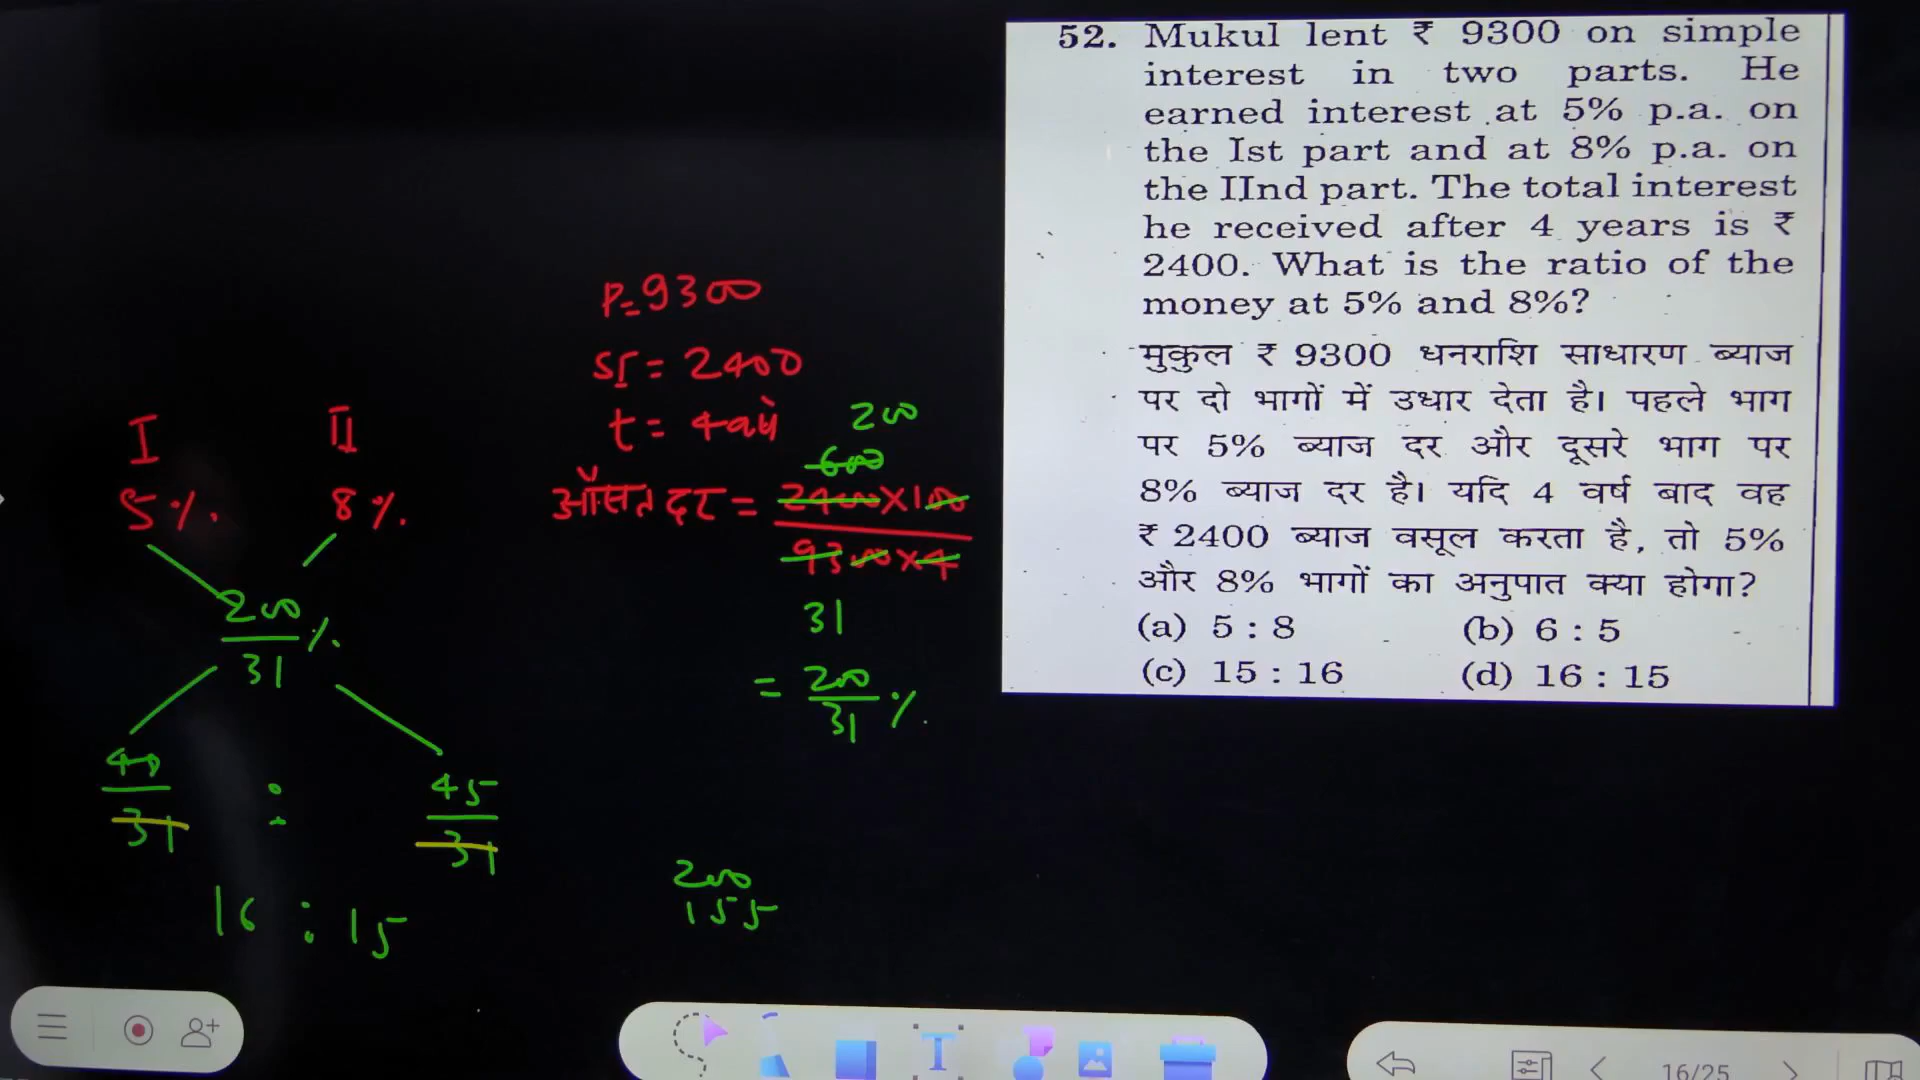 52. Mukul lent ₹ 9300 on simple
interest in two parts. He
earned interest at 5% p.a. on
the Ist part and at 8% p.a. on
the IInd part. The total interest
he received after 4 years is ₹
2400. What is the ratio of the
money at 5% and 8%?
मुकुल ₹ 9300 धनराशि साधारण ब्याज
पर दो भागों में उधार देता है। पहले भाग
पर 5% ब्याज दर और दूसरे भाग पर
8% ब्याज दर है। यदि 4 वर्ष बाद वह
₹ 2400 ब्याज वसूल करता है, तो 5%
और 8% भागों का अनुपात क्या होगा?
(a) 5 : 8 (b) 6 : 5
(c) 15 : 16 (d) 16 : 15
P=9300
SI = 2400
t = 4वर्ष
200
600
औसत दर = 2400×100
9300×4
31
= 200
31 %.
I II
5%. 8%.
200
31 %.
40 : 45
31 31
16 : 15
200
155
T
16/25